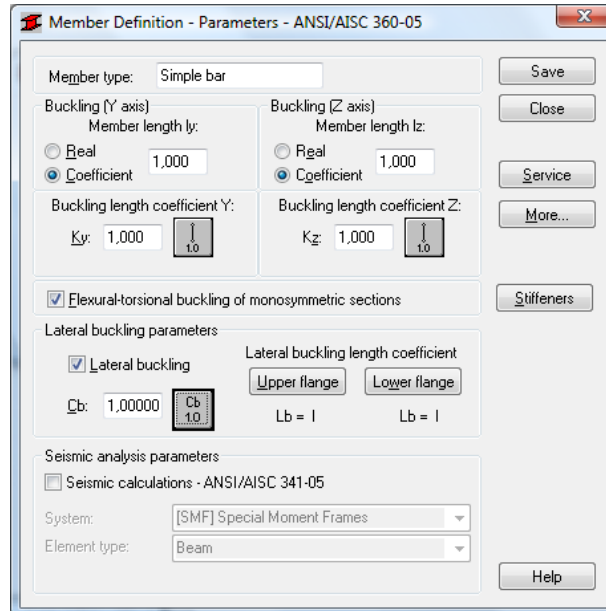 Member Definition - Parameters - ANSI/AISC 360-05
Member type: Simple bar
Save
Close
Service
More...
Stiffeners
Help
Buckling (Y axis)
Member length ly:
Real
Coefficient
1,000
Buckling (Z axis)
Member length lz:
Real
Coefficient
1,000
Buckling length coefficient Y:
Ky: 1,000
1.0
Buckling length coefficient Z:
Kz: 1,000
1.0
Flexural-torsional buckling of monosymmetric sections
Lateral buckling parameters
Lateral buckling
Cb: 1,00000
Cb
1.0
Lateral buckling length coefficient
Upper flange Lower flange
Lb = l Lb = l
Seismic analysis parameters
Seismic calculations - ANSI/AISC 341-05
System: [SMF] Special Moment Frames
Element type: Beam